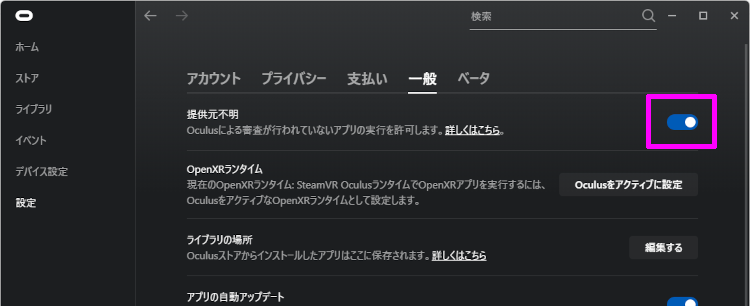 検索
ホーム
ストア
ライブラリ
イベント
デバイス設定
設定
アカウント プライバシー 支払い 一般 ベータ
提供元不明
Oculusによる審査が行われていないアプリの実行を許可します。詳しくはこちら。
OpenXRランタイム
現在のOpenXRランタイム: SteamVR OculusランタイムでOpenXRアプリを実行するには、
OculusをアクティブなOpenXRランタイムとして設定します。
Oculusをアクティブに設定
ライブラリの場所
Oculusストアからインストールしたアプリはここに保存されます。詳しくはこちら
編集する
アプリの自動アップデート